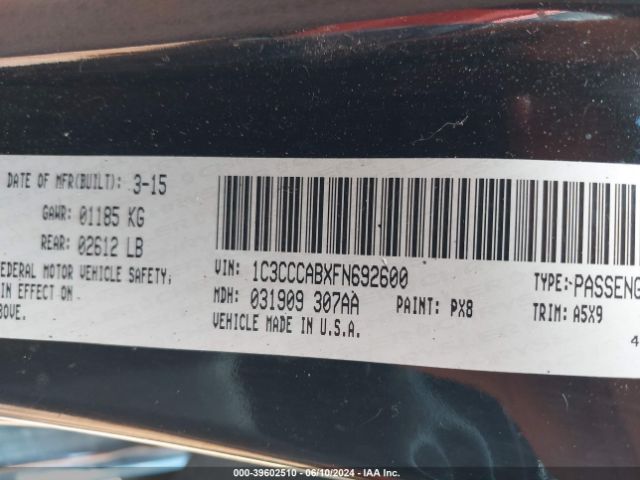 DATE OF MFR(BUILT): 3-15
GAWR: 01185 KG
REAR: 02612 LB
EDERAL MOTOR VEHICLE SAFETY,
IN EFFECT ON
BOVE.
VIN: 1C3CCCABXFN692600
MDH: 031909 307AA PAINT: PX8
VEHICLE MADE IN U.S.A.
TYPE: PASSENG
TRIM: A5X9
4
000-39602510 - 06/10/2024 - IAA Inc.